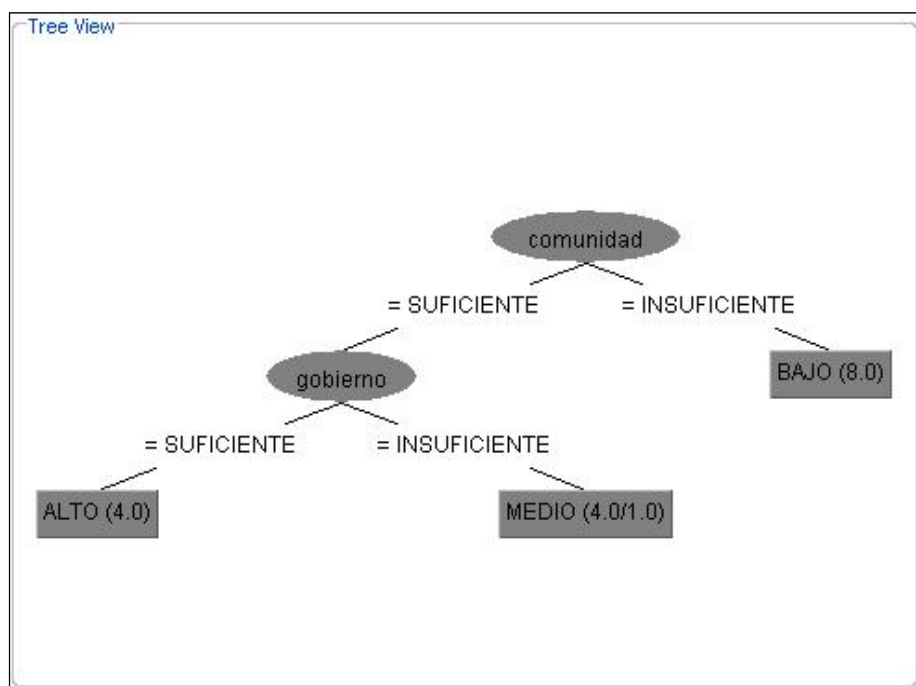 Tree View
comunidad
= SUFICIENTE = INSUFICIENTE
gobierno BAJO (8.0)
= SUFICIENTE = INSUFICIENTE
ALTO (4.0) MEDIO (4.0/1.0)